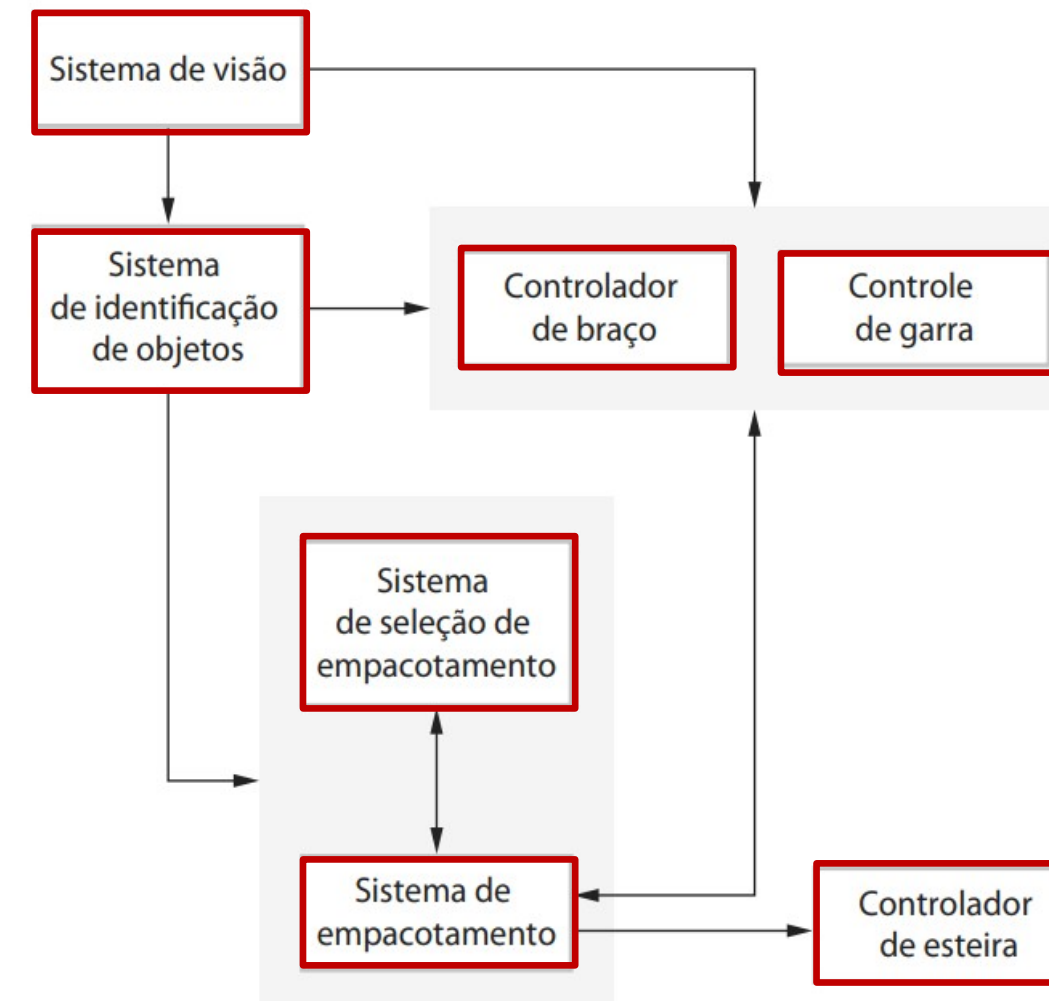 Sistema de visão
Sistema
de identificação
de objetos
Controlador
de braço
Controle
de garra
Sistema
de seleção de
empacotamento
Sistema de
empacotamento
Controlador
de esteira